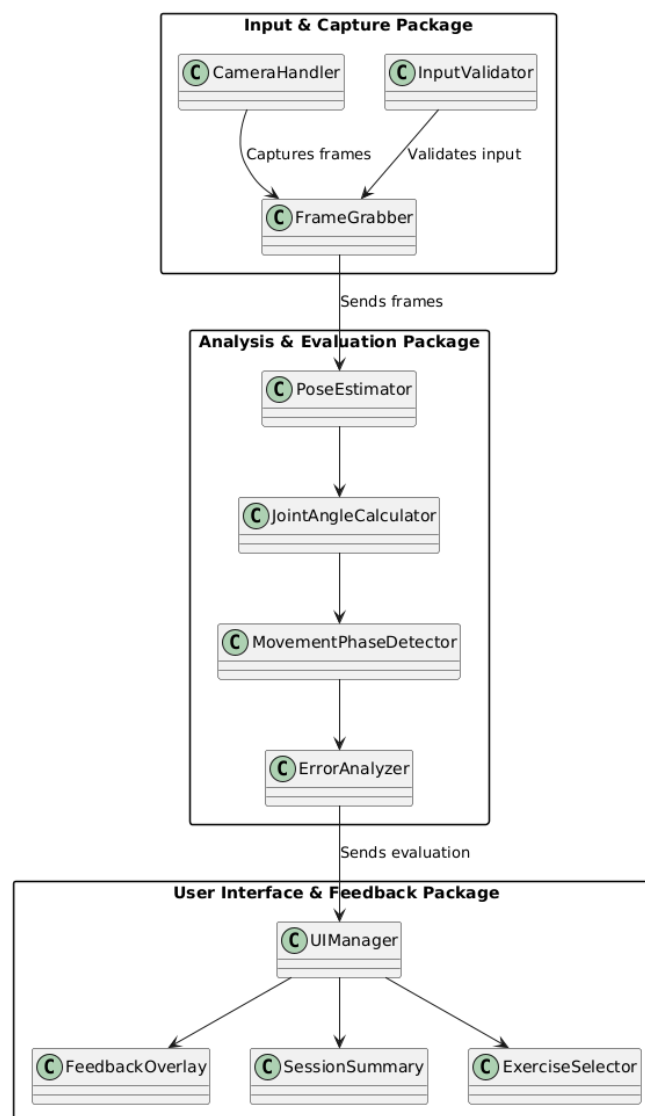 Input & Capture Package
C CameraHandler
C InputValidator
Captures frames
Validates input
C FrameGrabber
Sends frames
Analysis & Evaluation Package
C PoseEstimator
C JointAngleCalculator
C MovementPhaseDetector
C ErrorAnalyzer
Sends evaluation
User Interface & Feedback Package
C UIManager
C FeedbackOverlay
C SessionSummary
C ExerciseSelector